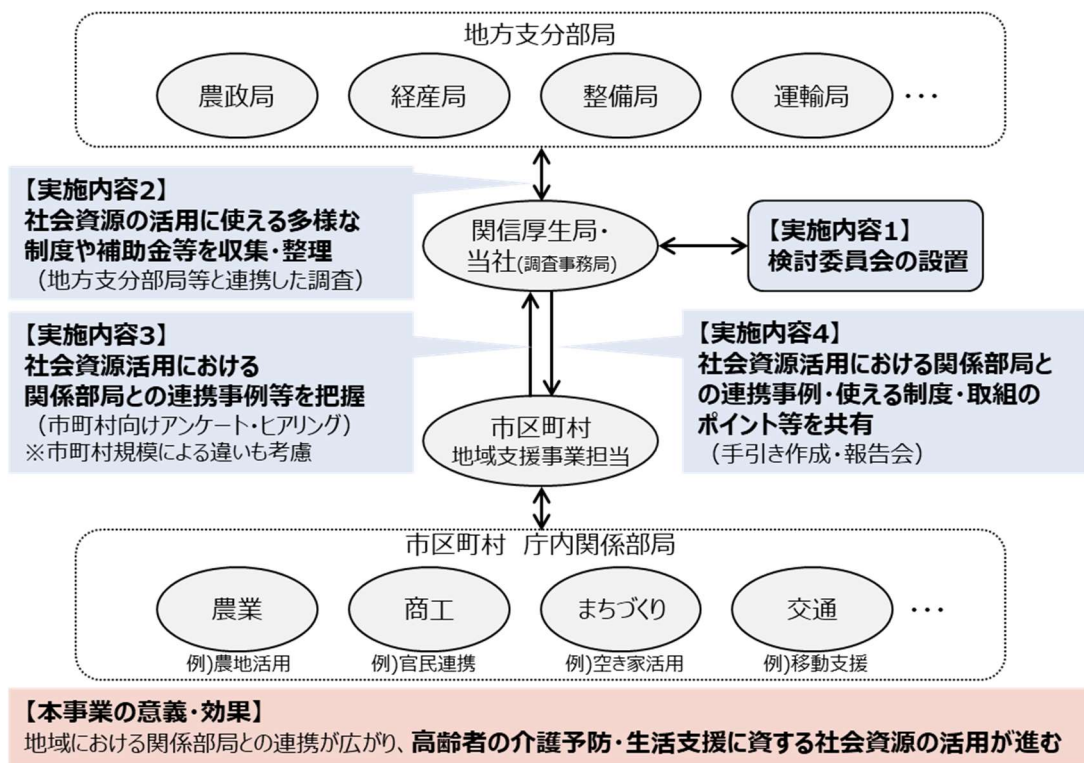 地方支分部局
農政局
経産局
整備局
運輸局
・・・
【実施内容2】
社会資源の活用に使える多様な
制度や補助金等を収集・整理
（地方支分部局等と連携した調査）
関信厚生局・
当社(調査事務局)
【実施内容1】
検討委員会の設置
【実施内容3】
社会資源活用における
関係部局との連携事例等を把握
（市町村向けアンケート・ヒアリング）
※市町村規模による違いも考慮
【実施内容4】
社会資源活用における関係部局と
の連携事例・使える制度・取組の
ポイント等を共有
（手引き作成・報告会）
市区町村
地域支援事業担当
市区町村　庁内関係部局
農業
商工
まちづくり
交通
・・・
例)農地活用
例)官民連携
例)空き家活用
例)移動支援
【本事業の意義・効果】
地域における関係部局との連携が広がり、高齢者の介護予防・生活支援に資する社会資源の活用が進む